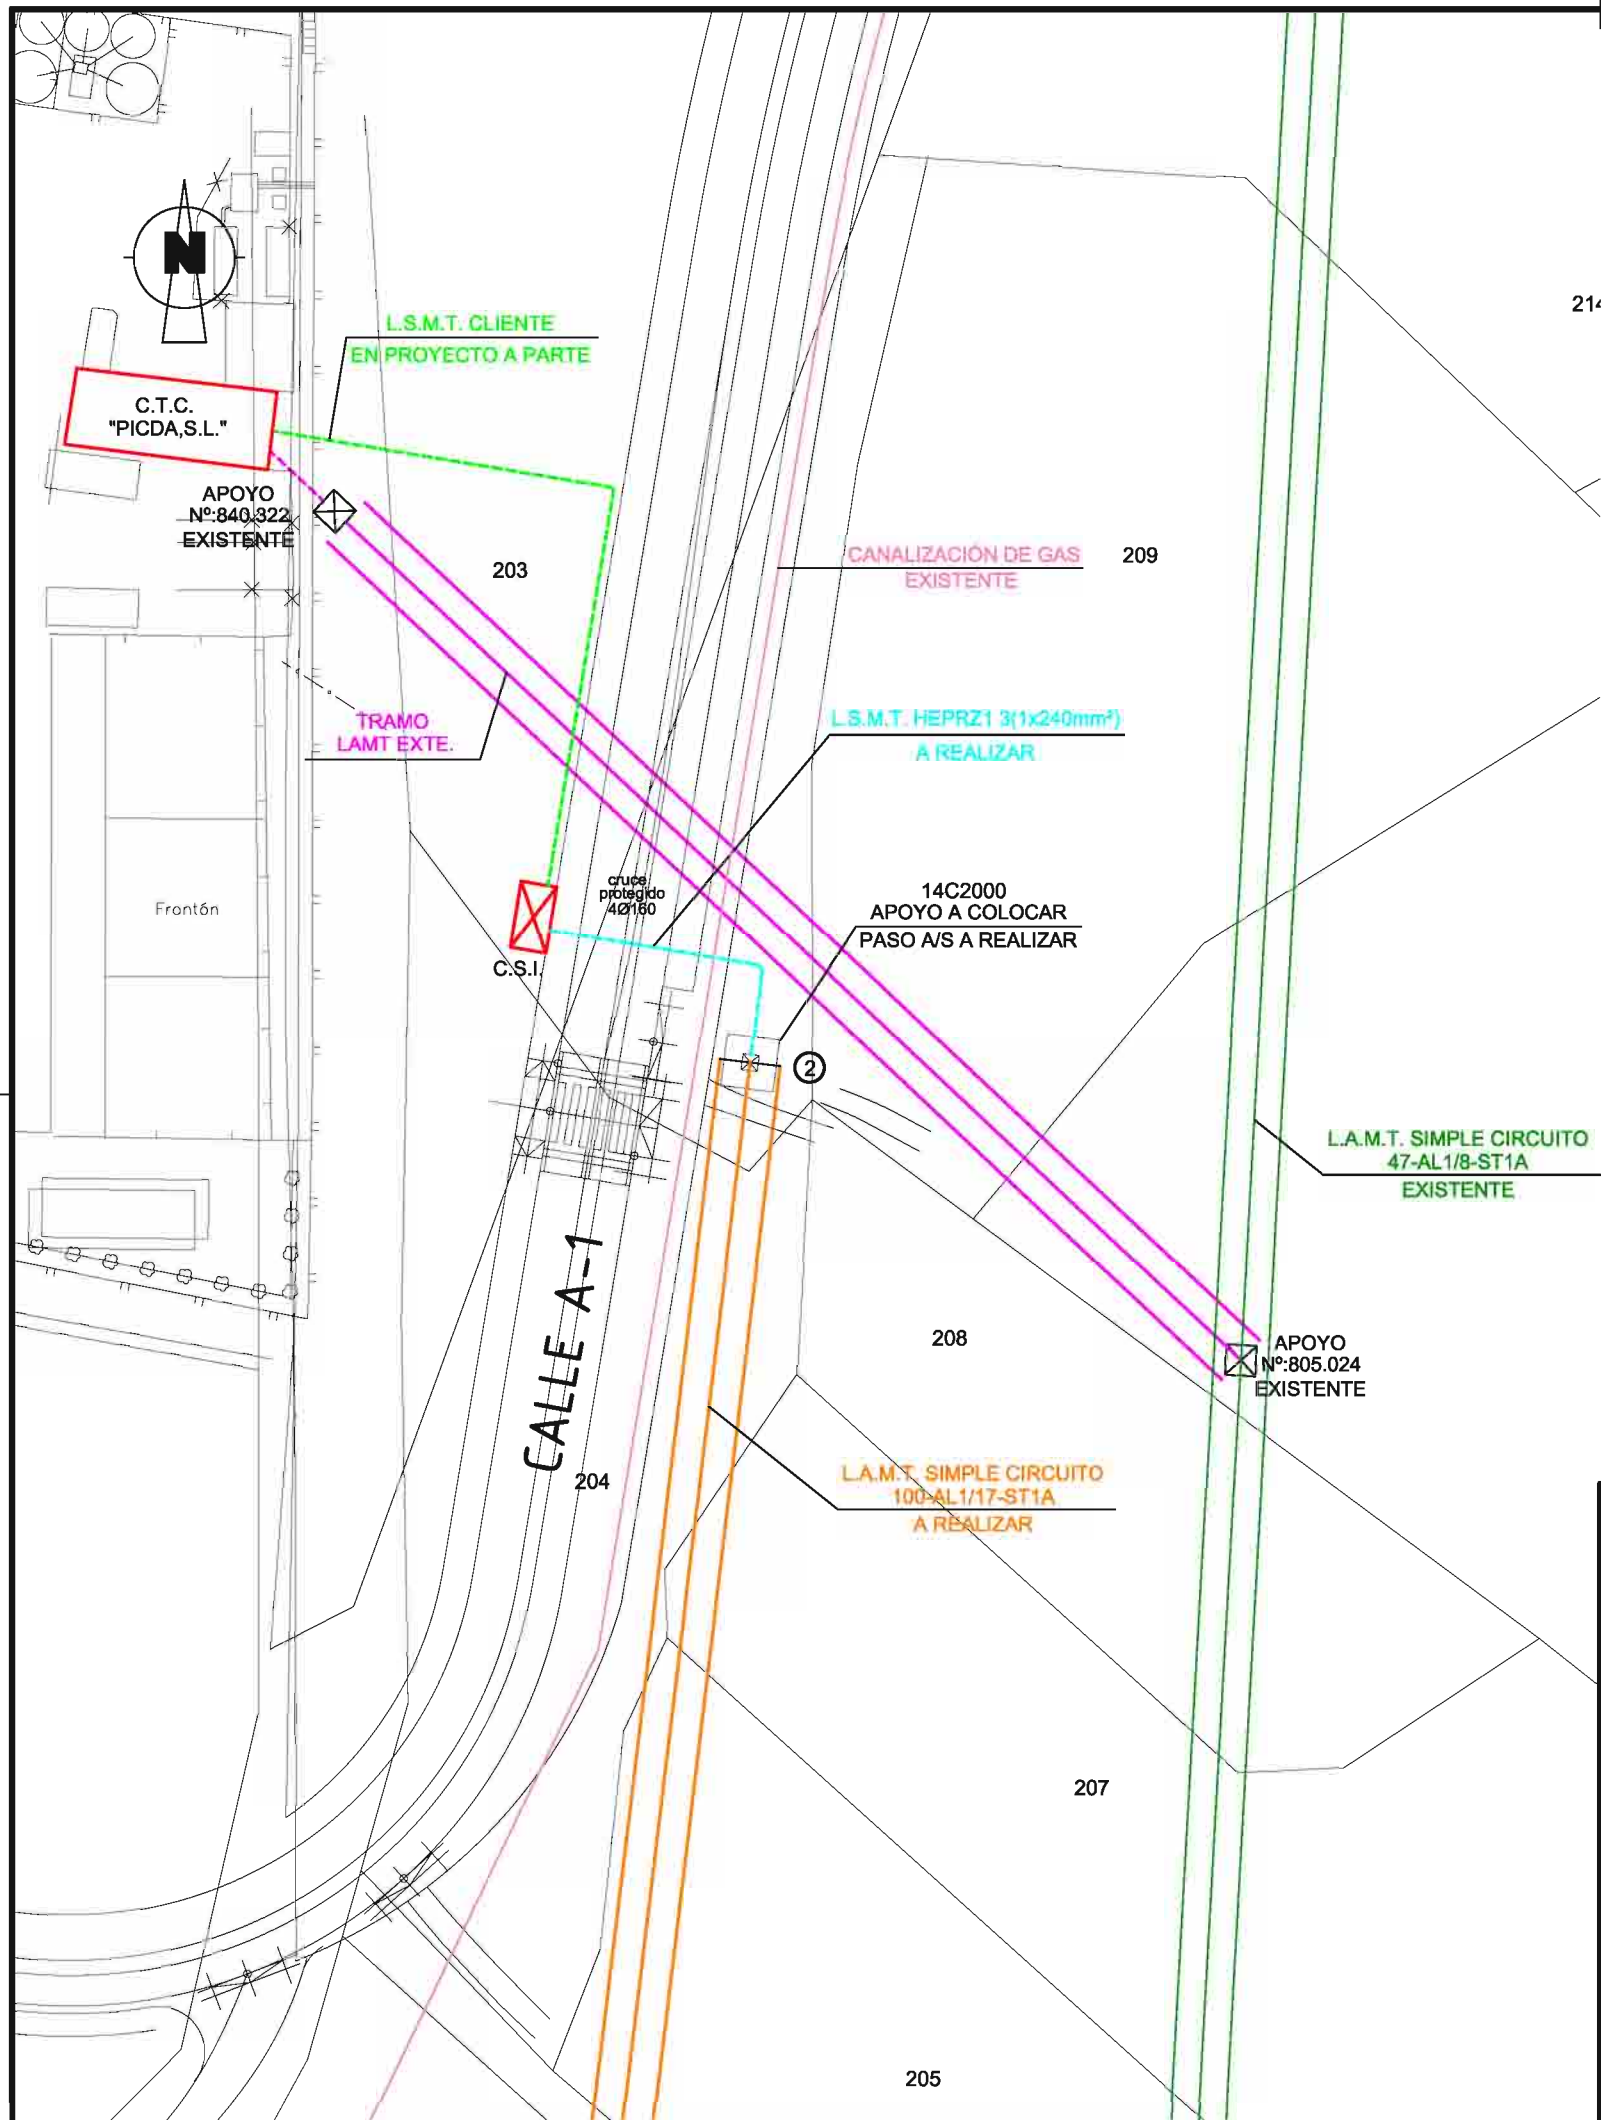 N
214
L.S.M.T. CLIENTE
EN PROYECTO A PARTE
C.T.C.
"PICDA,S.L."
APOYO
Nº:840.322
EXISTENTE
203
CANALIZACIÓN DE GAS
EXISTENTE
209
TRAMO
LAMT EXTE.
L.S.M.T. HEPRZ1 3(1x240mm²)
A REALIZAR
cruce
protegido
4Ø160
14C2000
APOYO A COLOCAR
PASO A/S A REALIZAR
Frontón
C.S.I.
2
L.A.M.T. SIMPLE CIRCUITO
47-AL1/8-ST1A
EXISTENTE
CALLE A-1
208
APOYO
Nº:805.024
EXISTENTE
204
L.A.M.T. SIMPLE CIRCUITO
100-AL1/17-ST1A
A REALIZAR
207
205